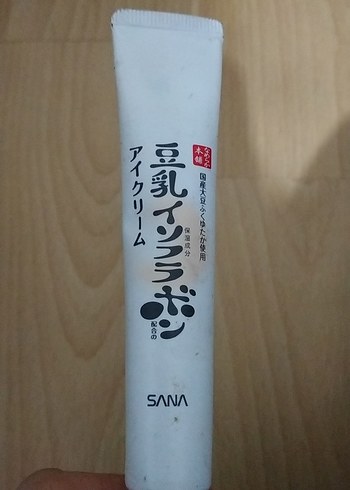 なめらか
本舗
国産大豆ふくゆたか使用
豆乳イソフラボン
保湿成分
配合の
アイクリーム
SANA